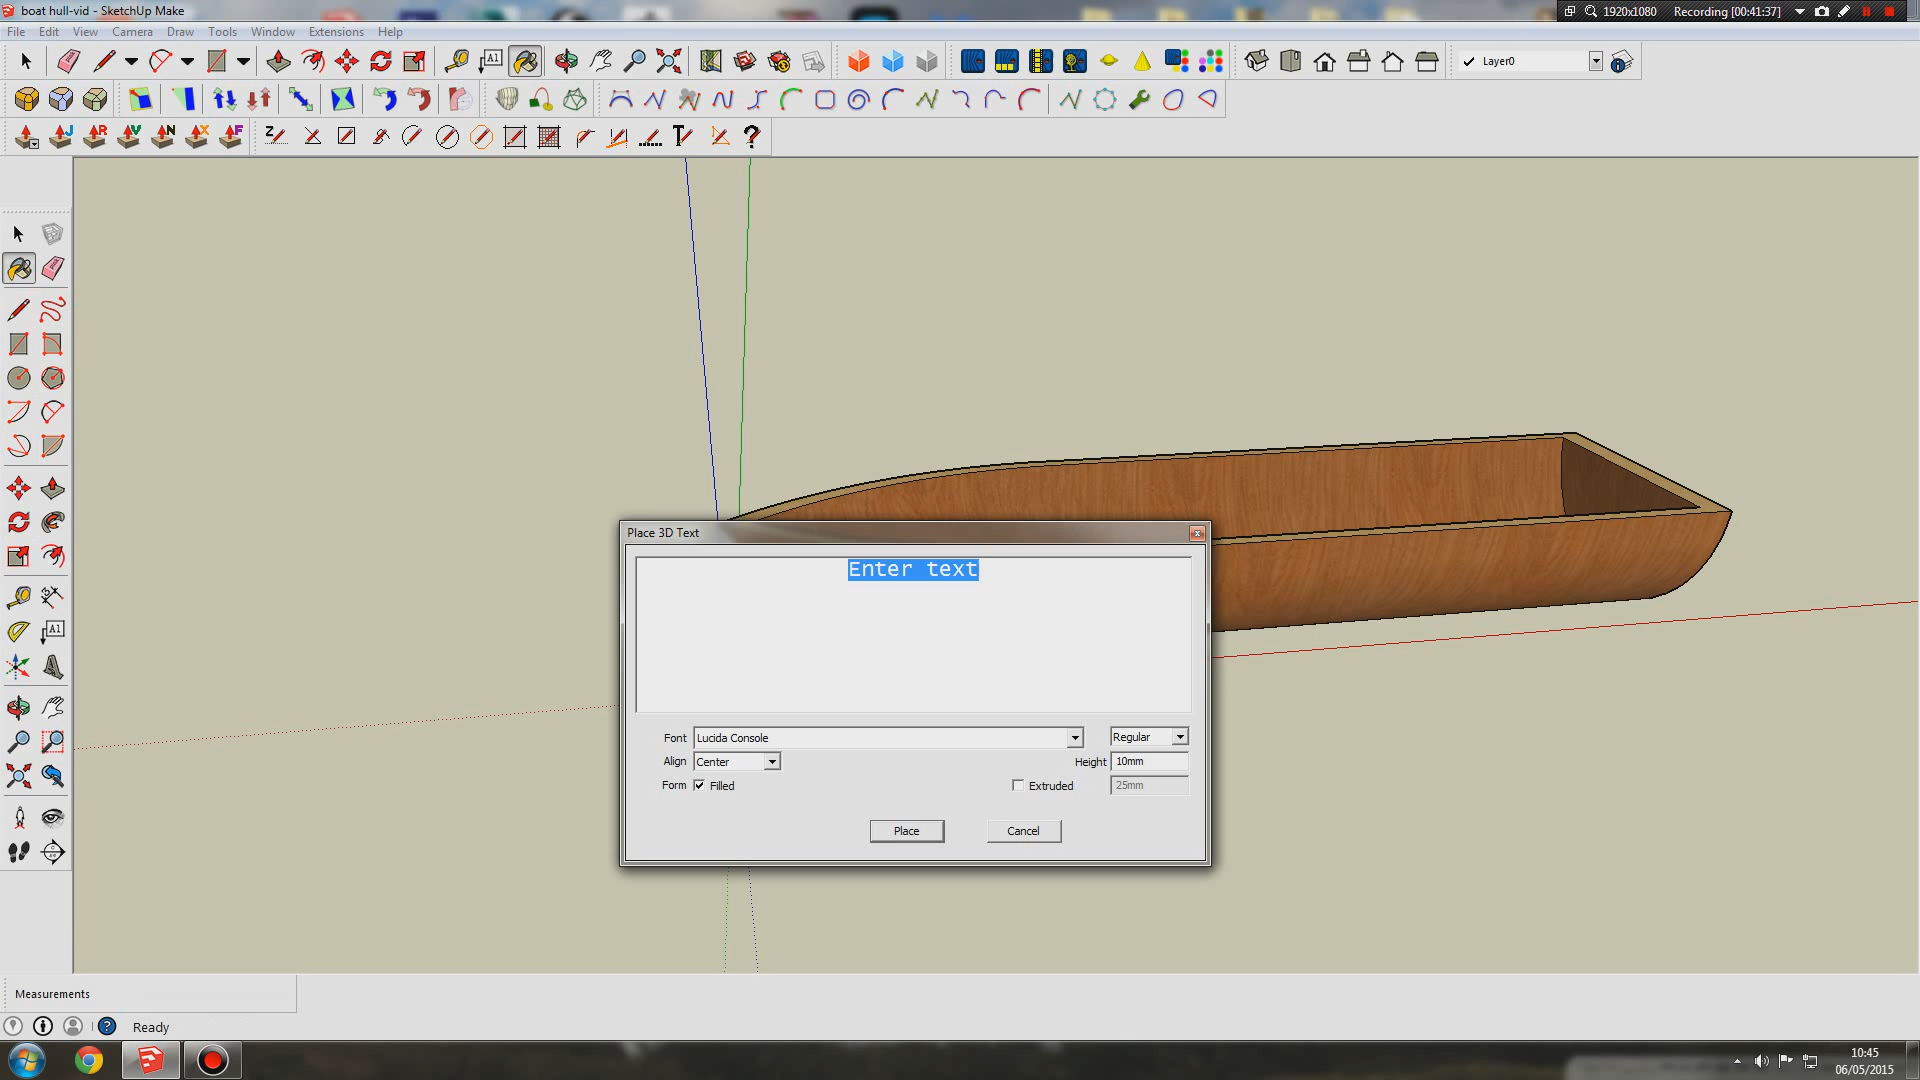 boat hull-vid - SketchUp Make
1920x1080 Recording [00:41:37]
File Edit View Camera Draw Tools Window Extensions Help
A1
Layer0
J R V N X F
Z T ?
A1
Place 3D Text
Enter text
Font Lucida Console Regular
Align Center Height 10mm
Form Filled Extruded 25mm
Place Cancel
Measurements
Ready
10:45
06/05/2015